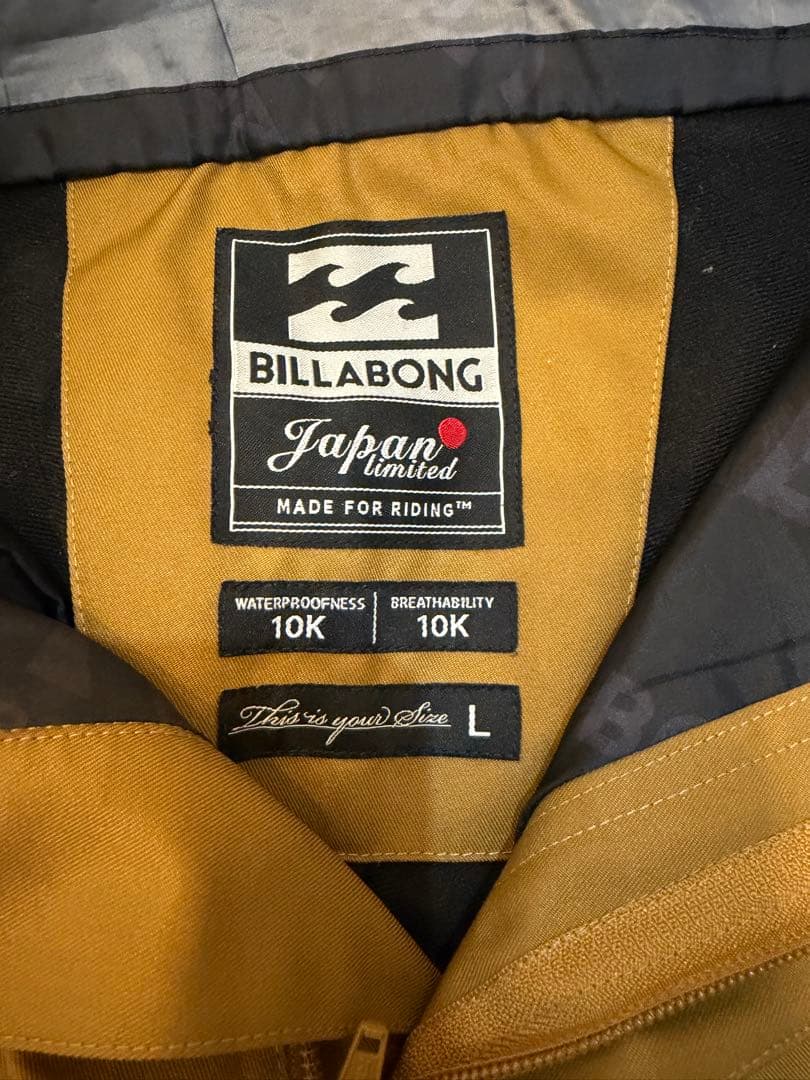 BILLABONG
Japan
limited
MADE FOR RIDING™
WATERPROOFNESS BREATHABILITY
10K 10K
This is your Size L